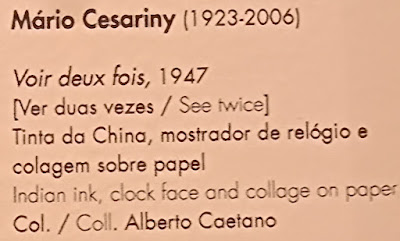 Mário Cesariny (1923-2006)
Voir deux fois, 1947
[Ver duas vezes / See twice]
Tinta da China, mostrador de relógio e
colagem sobre papel
Indian ink, clock face and collage on paper
Col. / Coll. Alberto Caetano